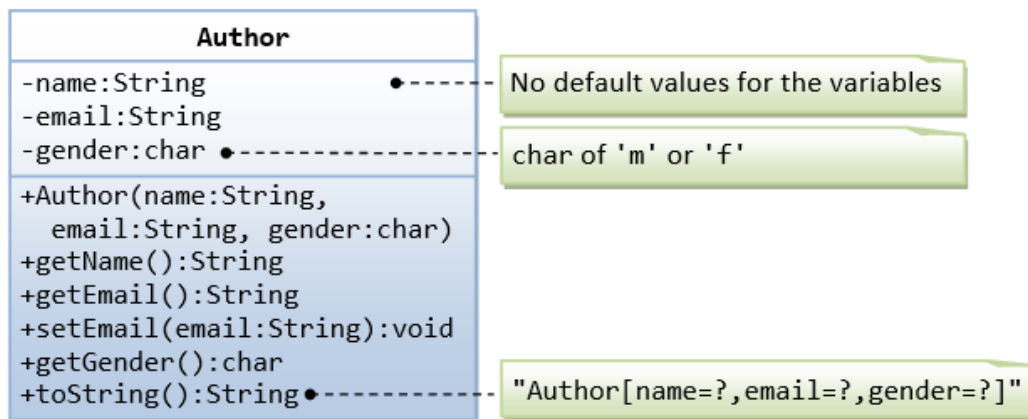 Author
-name:String
No default values for the variables
-email:String
-gender:char
char of 'm' or 'f'
+Author(name:String,
email:String, gender:char)
+getName():String
+getEmail():String
+setEmail(email:String):void
+getGender():char
+toString():String
"Author[name=?,email=?,gender=?]"